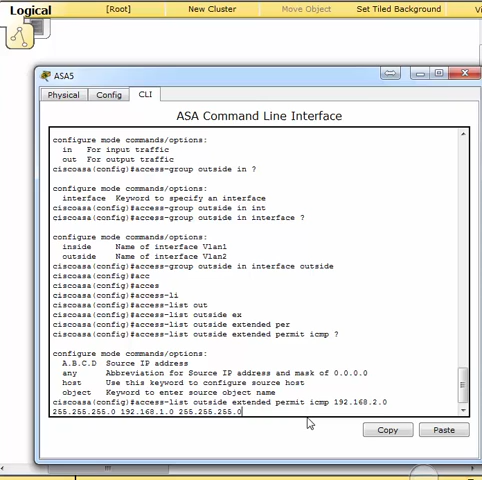 Logical
[Root]
New Cluster
Move Object
Set Tiled Background
ASA5
Physical
Config
CLI
ASA Command Line Interface
configure mode commands/options:
in For input traffic
out For output traffic
ciscoasa(config)#access-group outside in ?
configure mode commands/options:
interface Keyword to specify an interface
ciscoasa(config)#access-group outside in int
ciscoasa(config)#access-group outside in interface ?
configure mode commands/options:
inside Name of interface Vlan1
outside Name of interface Vlan2
ciscoasa(config)#access-group outside in interface outside
ciscoasa(config)#acc
ciscoasa(config)#acces
ciscoasa(config)#access-li
ciscoasa(config)#access-list out
ciscoasa(config)#access-list outside ex
ciscoasa(config)#access-list outside extended per
ciscoasa(config)#access-list outside extended permit icmp ?
configure mode commands/options:
A.B.C.D Source IP address
any Abbreviation for Source IP address and mask of 0.0.0.0
host Use this keyword to configure source host
object Keyword to enter source object name
ciscoasa(config)#access-list outside extended permit icmp 192.168.2.0
255.255.255.0 192.168.1.0 255.255.255.0
Copy
Paste